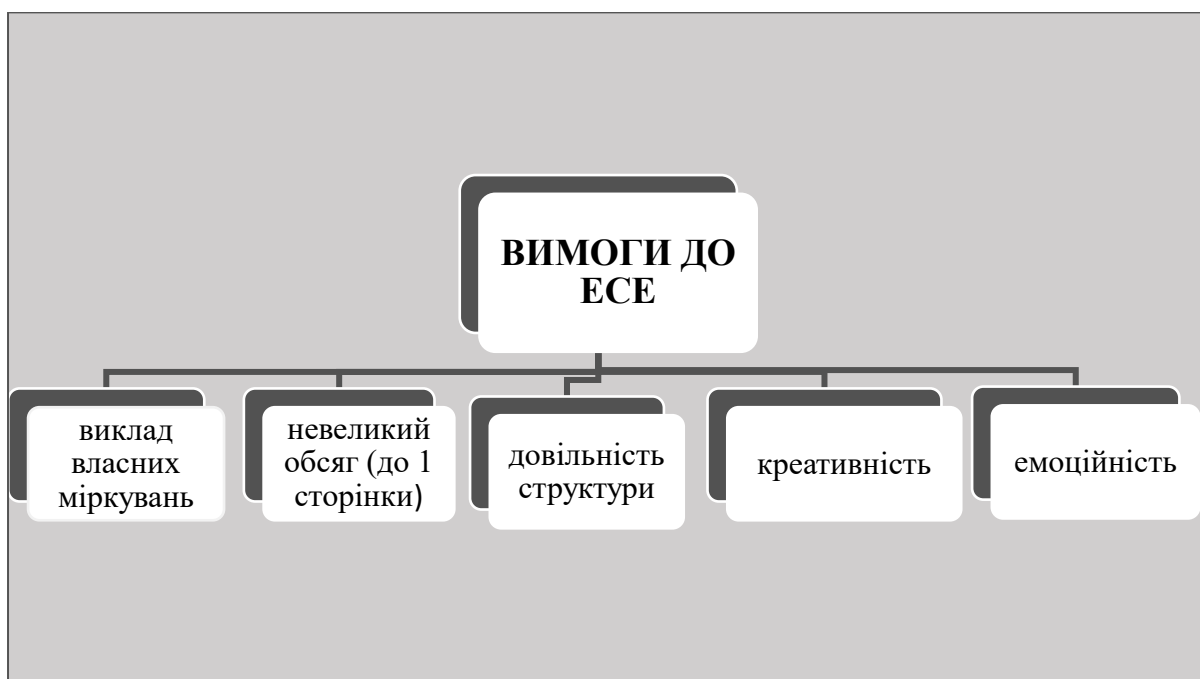 ВИМОГИ ДО
ЕСЕ
виклад
власних
міркувань
невеликий
обсяг (до 1
сторінки)
довільність
структури
креативність
емоційність